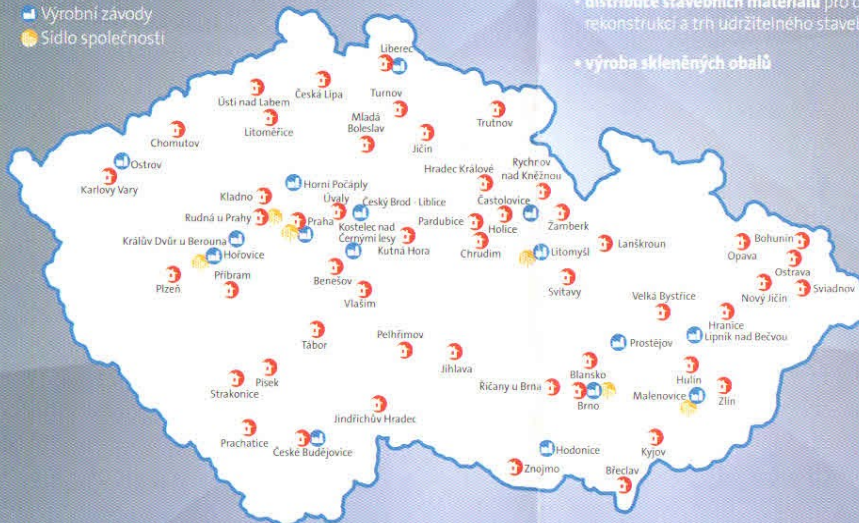 Výrobní závody
Sídlo společnosti
• distribuce stavebních materiálů pro
rekonstrukcí a trh udržitelného
• výroba skleněných obalů
Liberec
Turnov
Česká Lípa
Ústí nad Labem
Litoměřice
Mladá
Boleslav
Jičín
Trutnov
Chomutov
Ostrov
Karlovy Vary
Hradec Králové
Rychnov
nad Kněžnou
Častolovice
Horní Počáply
Kladno
Úvaly
Český Brod - Liblice
Rudná u Prahy
Praha
Kostelec nad
Černými lesy
Pardubice
Holice
Žamberk
Králův Dvůr u Berouna
Hořovice
Kutná Hora
Chrudim
Litomyšl
Lanškroun
Opava
Bohumín
Ostrava
Plzeň
Příbram
Benešov
Vlašim
Svitavy
Nový Jičín
Sviadnov
Velká Bystřice
Hranice
Lipník nad Bečvou
Tábor
Pelhřimov
Jihlava
Prostějov
Blansko
Hulín
Písek
Strakonice
Říčany u Brna
Brno
Malenovice
Zlín
Jindřichův Hradec
Prachatice
České Budějovice
Hodonice
Kyjov
Znojmo
Břeclav